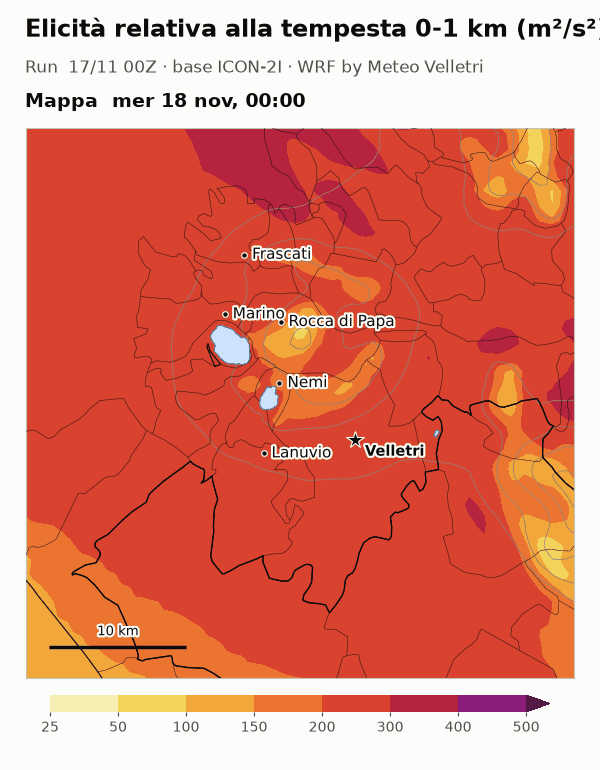 Elicità relativa alla tempesta 0-1 km (m²/s²)
Run 17/11 00Z · base ICON-2I · WRF by Meteo Velletri
Mappa mer 18 nov, 00:00
Frascati
Marino
Rocca di Papa
Nemi
Velletri
Lanuvio
10 km
25 50 100 150 200 300 400 500